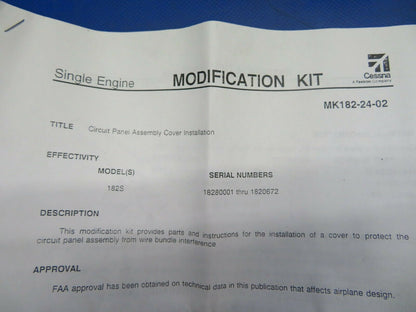 Single Engine
MODIFICATION KIT
Cessna
A Textron Company
MK182-24-02
TITLE
Circuit Panel Assembly Cover Installation
EFFECTIVITY
MODEL(S) SERIAL NUMBERS
182S 18280001 thru 1820672
DESCRIPTION
This modification kit provides parts and instructions for the installation of a cover to protect the
circuit panel assembly from wire bundle interference
APPROVAL
FAA approval has been obtained on technical data in this publication that affects airplane design.